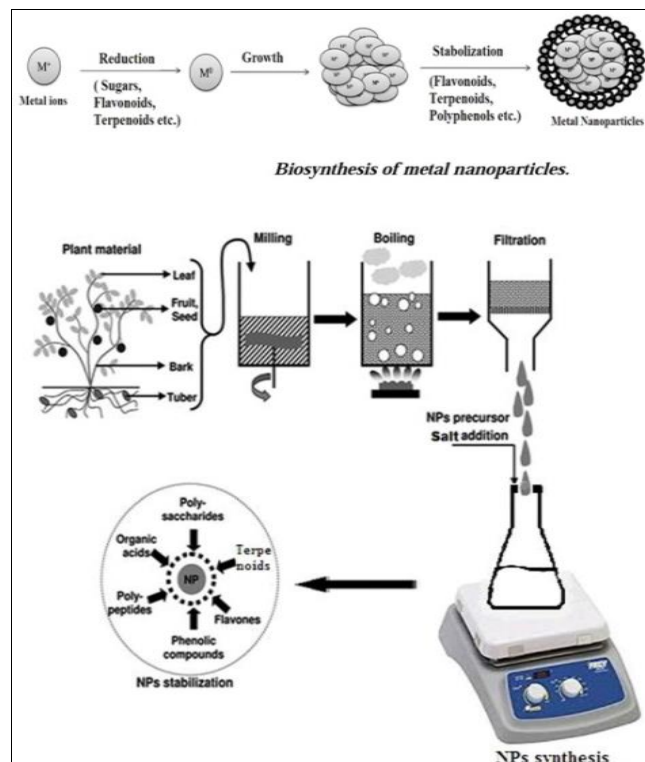 M⁺
Metal ions
Reduction
( Sugars,
Flavonoids,
Terpenoids etc.)
M⁰
Growth
Stabolization
(Flavonoids,
Terpenoids,
Polyphenols etc.)
Metal Nanoparticles
Biosynthesis of metal nanoparticles.
Plant material
Leaf
Fruit,
Seed
Bark
Tuber
Milling
Boiling
Filtration
NPs precursor
Salt addition
Poly-
saccharides
Organic
acids
Terpe
noids
NP
Poly-
peptides
Flavones
Phenolic
compounds
NPs stabilization
NPs synthesis